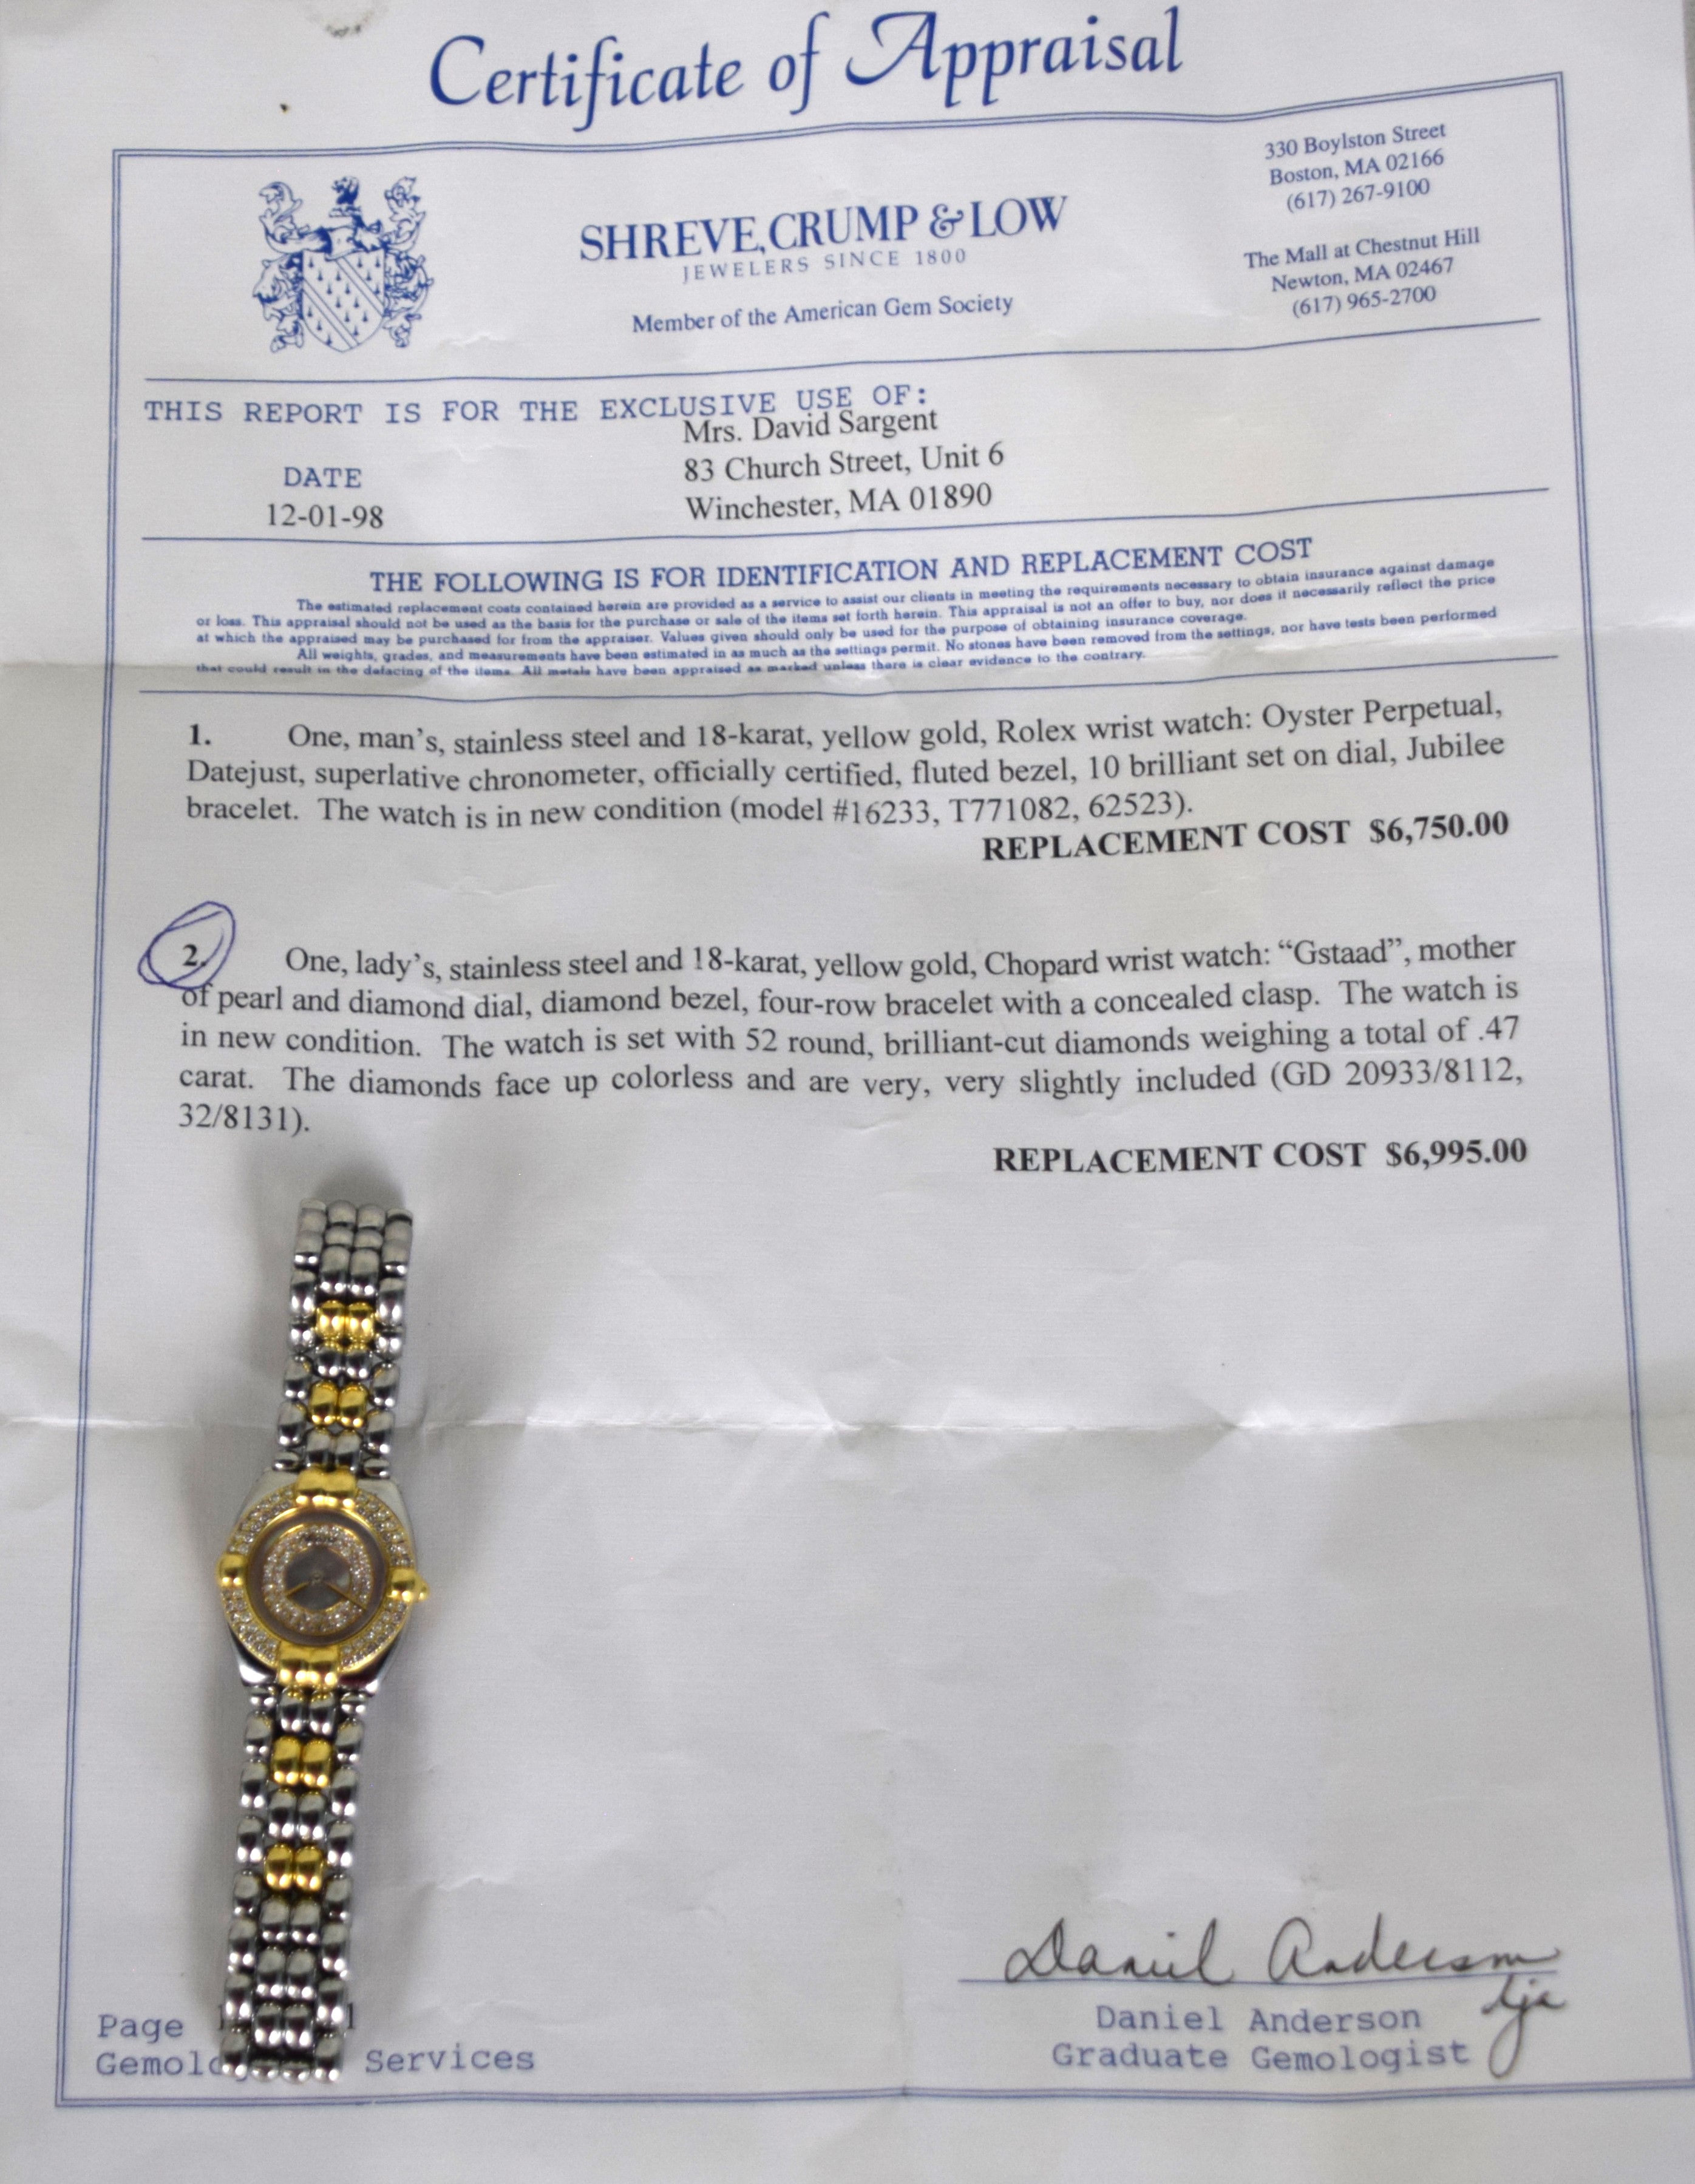 Certificate of Appraisal
330 Boylston Street
Boston, MA 02166
(617) 267-9100
The Mall at Chestnut Hill
Newton, MA 02467
(617) 965-2700
SHREVE, CRUMP & LOW
JEWELERS SINCE 1800
Member of the American Gem Society
THIS REPORT IS FOR THE EXCLUSIVE USE OF:
Mrs. David Sargent
83 Church Street, Unit 6
Winchester, MA 01890
DATE
12-01-98
THE FOLLOWING IS FOR IDENTIFICATION AND REPLACEMENT COST
The estimated replacement costs contained herein are provided as a service to assist our clients in meeting the requirements necessary to obtain insurance against damage
or loss. This appraisal should not be used as the basis for the purchase or sale of the items set forth herein. This appraisal is not an offer to buy, nor does it necessarily reflect the price
at which the appraised may be purchased for from the appraiser. Values given should only be used for the purpose of obtaining insurance coverage.
All weights, grades, and measurements have been estimated in as much as the settings permit. No stones have been removed from the settings, nor have tests been performed
that could result in the defacing of the items. All metals have been appraised as marked unless there is clear evidence to the contrary.
1. One, man's, stainless steel and 18-karat, yellow gold, Rolex wrist watch: Oyster Perpetual,
Datejust, superlative chronometer, officially certified, fluted bezel, 10 brilliant set on dial, Jubilee
bracelet. The watch is in new condition (model #16233, T771082, 62523).
REPLACEMENT COST $6,750.00
2. One, lady's, stainless steel and 18-karat, yellow gold, Chopard wrist watch: “Gstaad”, mother
of pearl and diamond dial, diamond bezel, four-row bracelet with a concealed clasp. The watch is
in new condition. The watch is set with 52 round, brilliant-cut diamonds weighing a total of .47
carat. The diamonds face up colorless and are very, very slightly included (GD 20933/8112,
32/8131).
REPLACEMENT COST $6,995.00
Daniel Anderson
Daniel Anderson
Graduate Gemologist
Page
Services